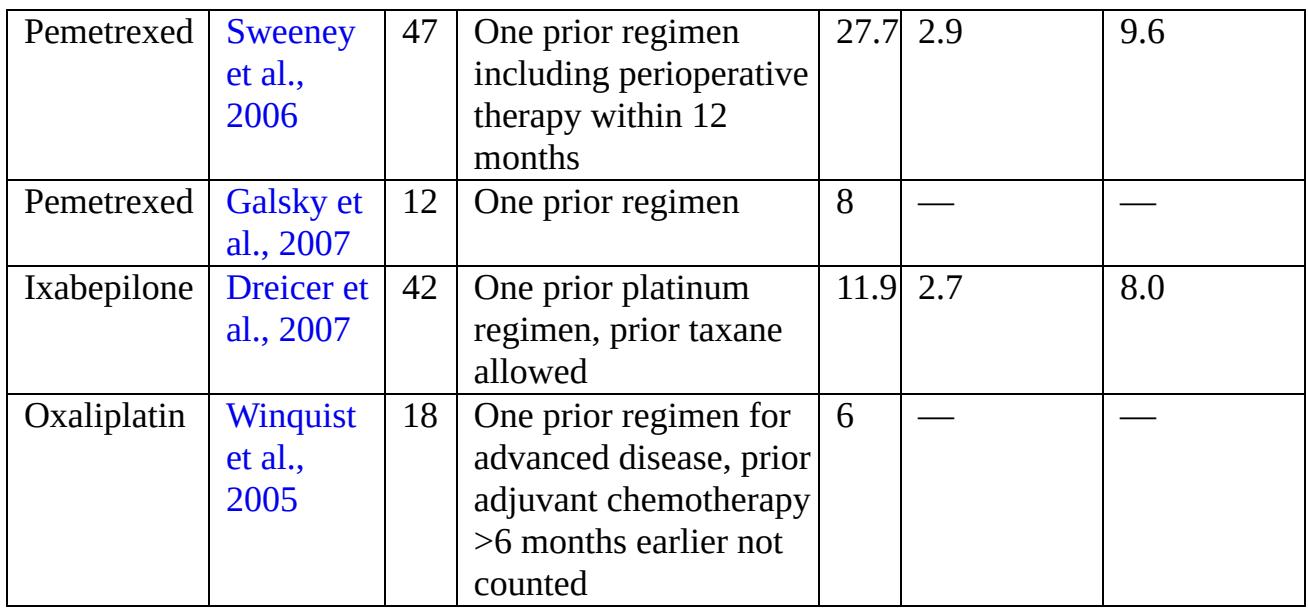 Pemetrexed Sweeney 47 One prior regimen 27.7 2.9 9.6
et al., including perioperative
2006 therapy within 12
months
Pemetrexed Galsky et 12 One prior regimen 8 — —
al., 2007
Ixabepilone Dreicer et 42 One prior platinum 11.9 2.7 8.0
al., 2007 regimen, prior taxane
allowed
Oxaliplatin Winquist 18 One prior regimen for 6 — —
et al., advanced disease, prior
2005 adjuvant chemotherapy
>6 months earlier not
counted